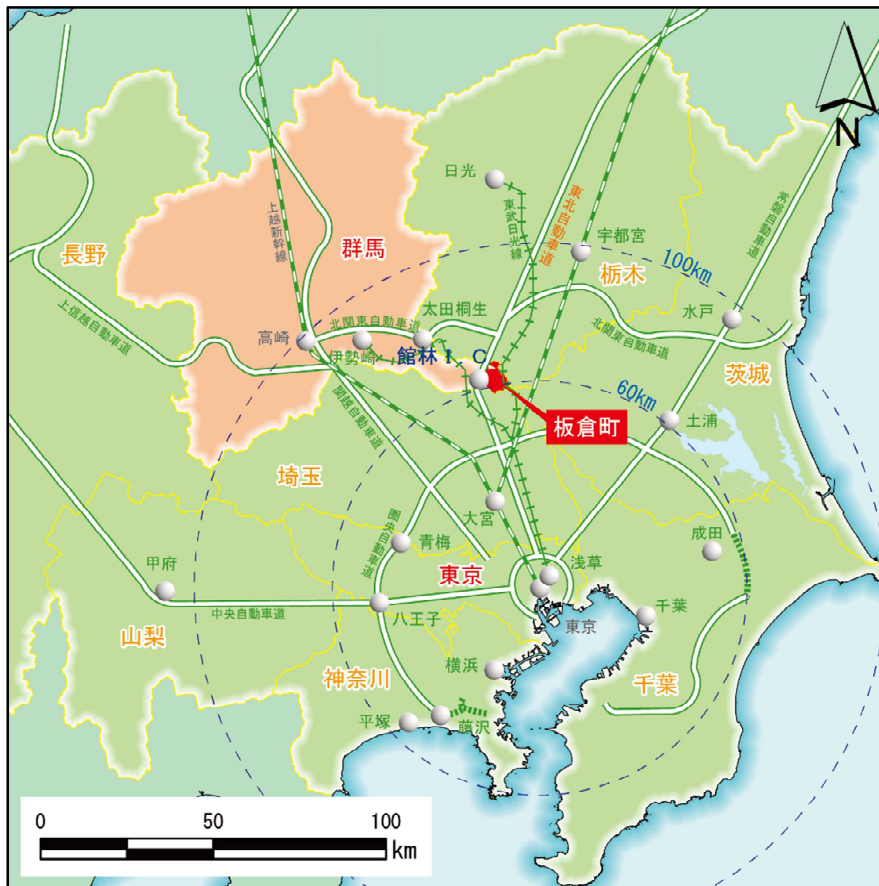 N
日光
東武日光線
東北自動車道
宇都宮
常磐自動車道
上越新幹線
群馬
長野
栃木
100km
水戸
太田桐生
北関東自動車道
北関東自動車道
上信越自動車道
高崎
伊勢崎
館林IC
茨城
60km
土浦
板倉町
関越自動車道
埼玉
大宮
圏央自動車道
青梅
成田
甲府
東京
浅草
中央自動車道
八王子
東京
千葉
山梨
神奈川
横浜
千葉
平塚
藤沢
0 50 100
km